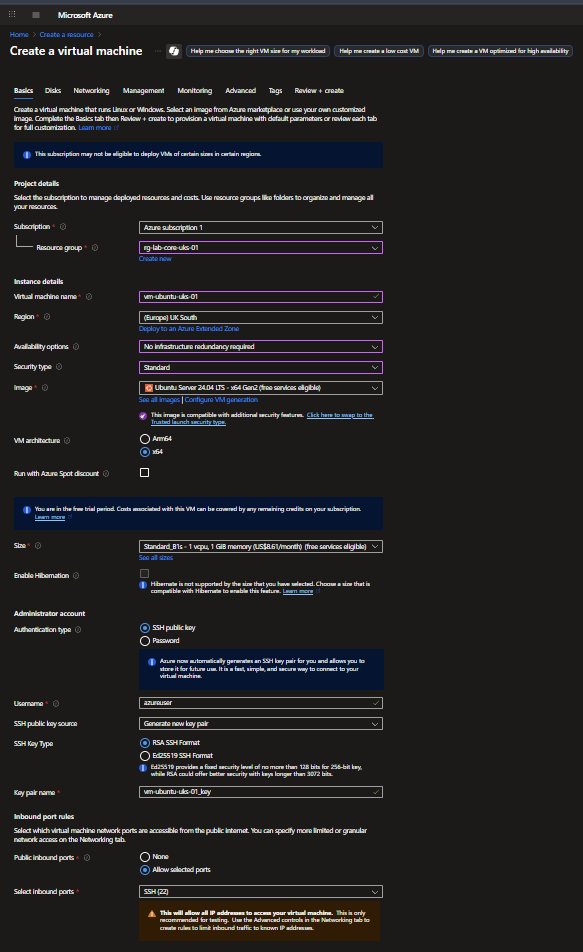 Microsoft Azure
Home > Create a resource >
Create a virtual machine ... Help me choose the right VM size for my workload Help me create a low cost VM Help me create a VM optimized for high availability
Basics Disks Networking Management Monitoring Advanced Tags Review + create
Create a virtual machine that runs Linux or Windows. Select an image from Azure marketplace or use your own customized
image. Complete the Basics tab then Review + create to provision a virtual machine with default parameters or review each tab
for full customization. Learn more
This subscription may not be eligible to deploy VMs of certain sizes in certain regions.
Project details
Select the subscription to manage deployed resources and costs. Use resource groups like folders to organize and manage all
your resources.
Subscription * Azure subscription 1
Resource group * rg-lab-core-uks-01
Create new
Instance details
Virtual machine name * vm-ubuntu-uks-01
Region * (Europe) UK South
Deploy to an Azure Extended Zone
Availability options No infrastructure redundancy required
Security type Standard
Image * Ubuntu Server 24.04 LTS - x64 Gen2 (free services eligible)
See all images | Configure VM generation
This image is compatible with additional security features. Click here to swap to the
Trusted launch security type.
VM architecture Arm64
x64
Run with Azure Spot discount
You are in the free trial period. Costs associated with this VM can be covered by any remaining credits on your subscription.
Learn more
Size * Standard_B1s - 1 vcpu, 1 GiB memory (US$8.61/month) (free services eligible)
See all sizes
Enable Hibernation
Hibernate is not supported by the size that you have selected. Choose a size that is
compatible with Hibernate to enable this feature. Learn more
Administrator account
Authentication type SSH public key
Password
Azure now automatically generates an SSH key pair for you and allows you to
store it for future use. It is a fast, simple, and secure way to connect to your
virtual machine.
Username * azureuser
SSH public key source Generate new key pair
SSH Key Type RSA SSH Format
Ed25519 SSH Format
Ed25519 provides a fixed security level of no more than 128 bits for 256-bit key,
while RSA could offer better security with keys longer than 3072 bits.
Key pair name * vm-ubuntu-uks-01_key
Inbound port rules
Select which virtual machine network ports are accessible from the public internet. You can specify more limited or granular
network access on the Networking tab.
Public inbound ports * None
Allow selected ports
Select inbound ports * SSH (22)
This will allow all IP addresses to access your virtual machine. This is only
recommended for testing. Use the Advanced controls in the Networking tab to
create rules to limit inbound traffic to known IP addresses.